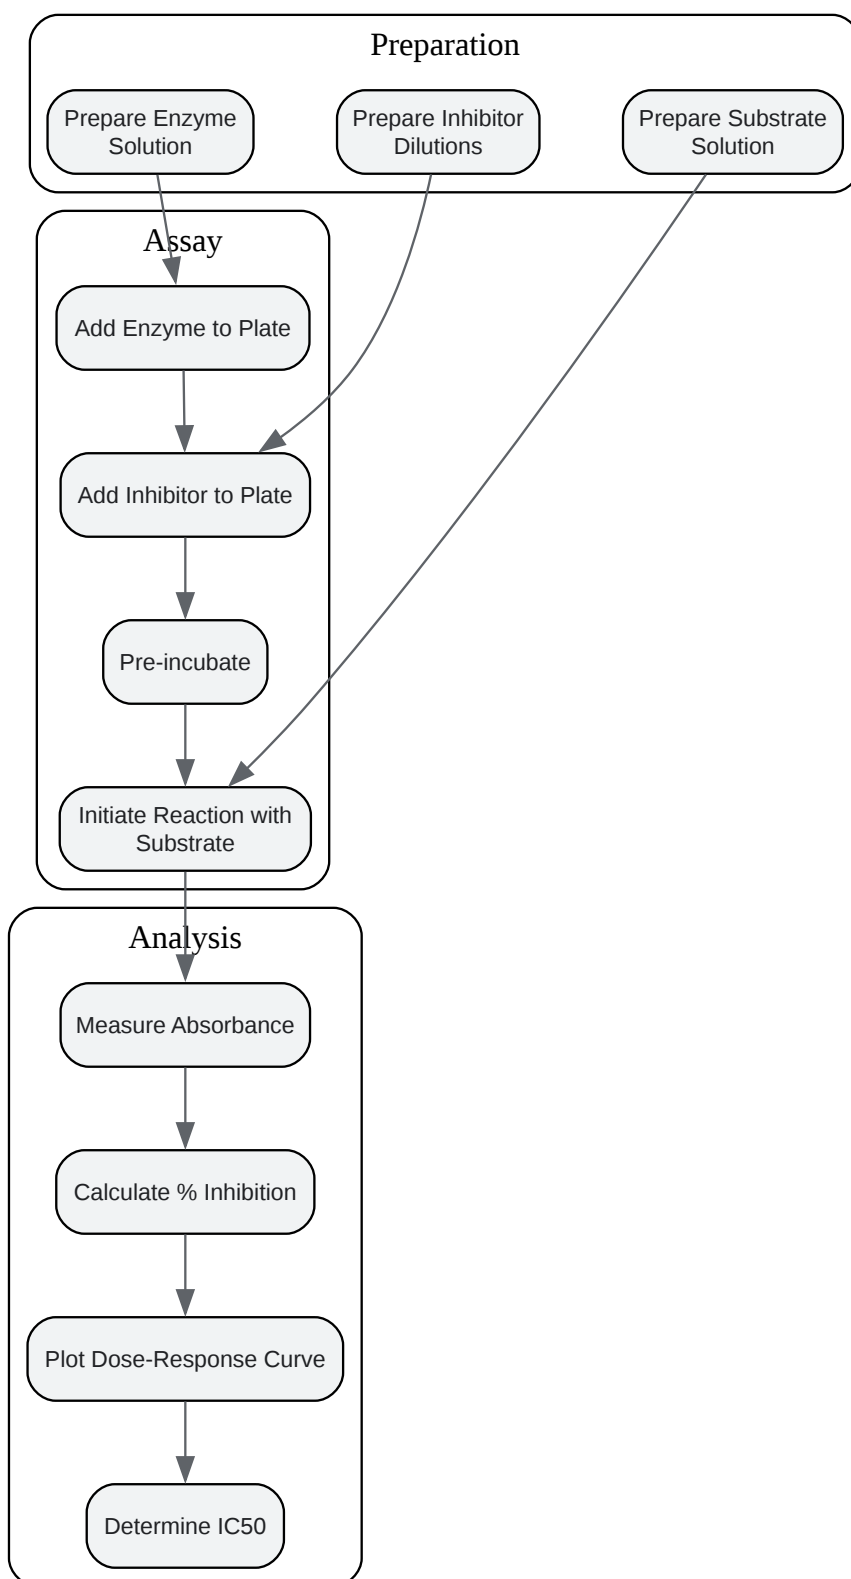 Preparation
Prepare Enzyme
Solution
Prepare Inhibitor
Dilutions
Prepare Substrate
Solution
Assay
Add Enzyme to Plate
Add Inhibitor to Plate
Pre-incubate
Initiate Reaction with
Substrate
Analysis
Measure Absorbance
Calculate % Inhibition
Plot Dose-Response Curve
Determine IC50